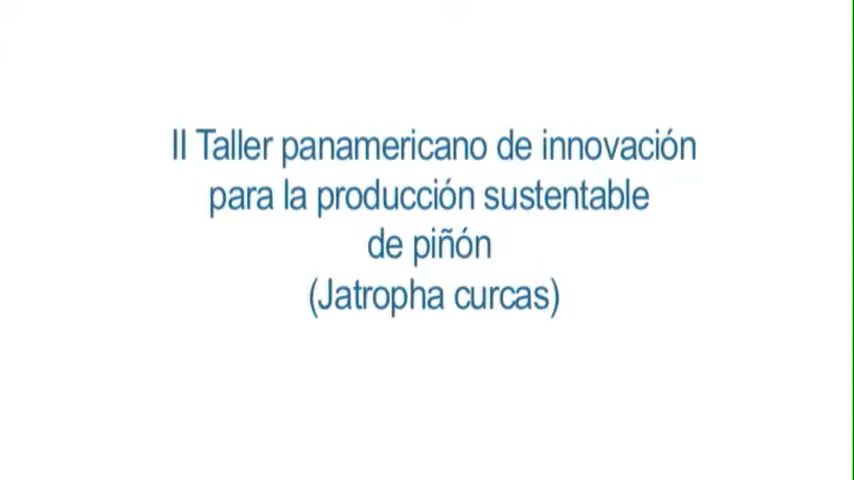 II Taller panamericano de innovación
para la producción sustentable
de piñón
(Jatropha curcas)